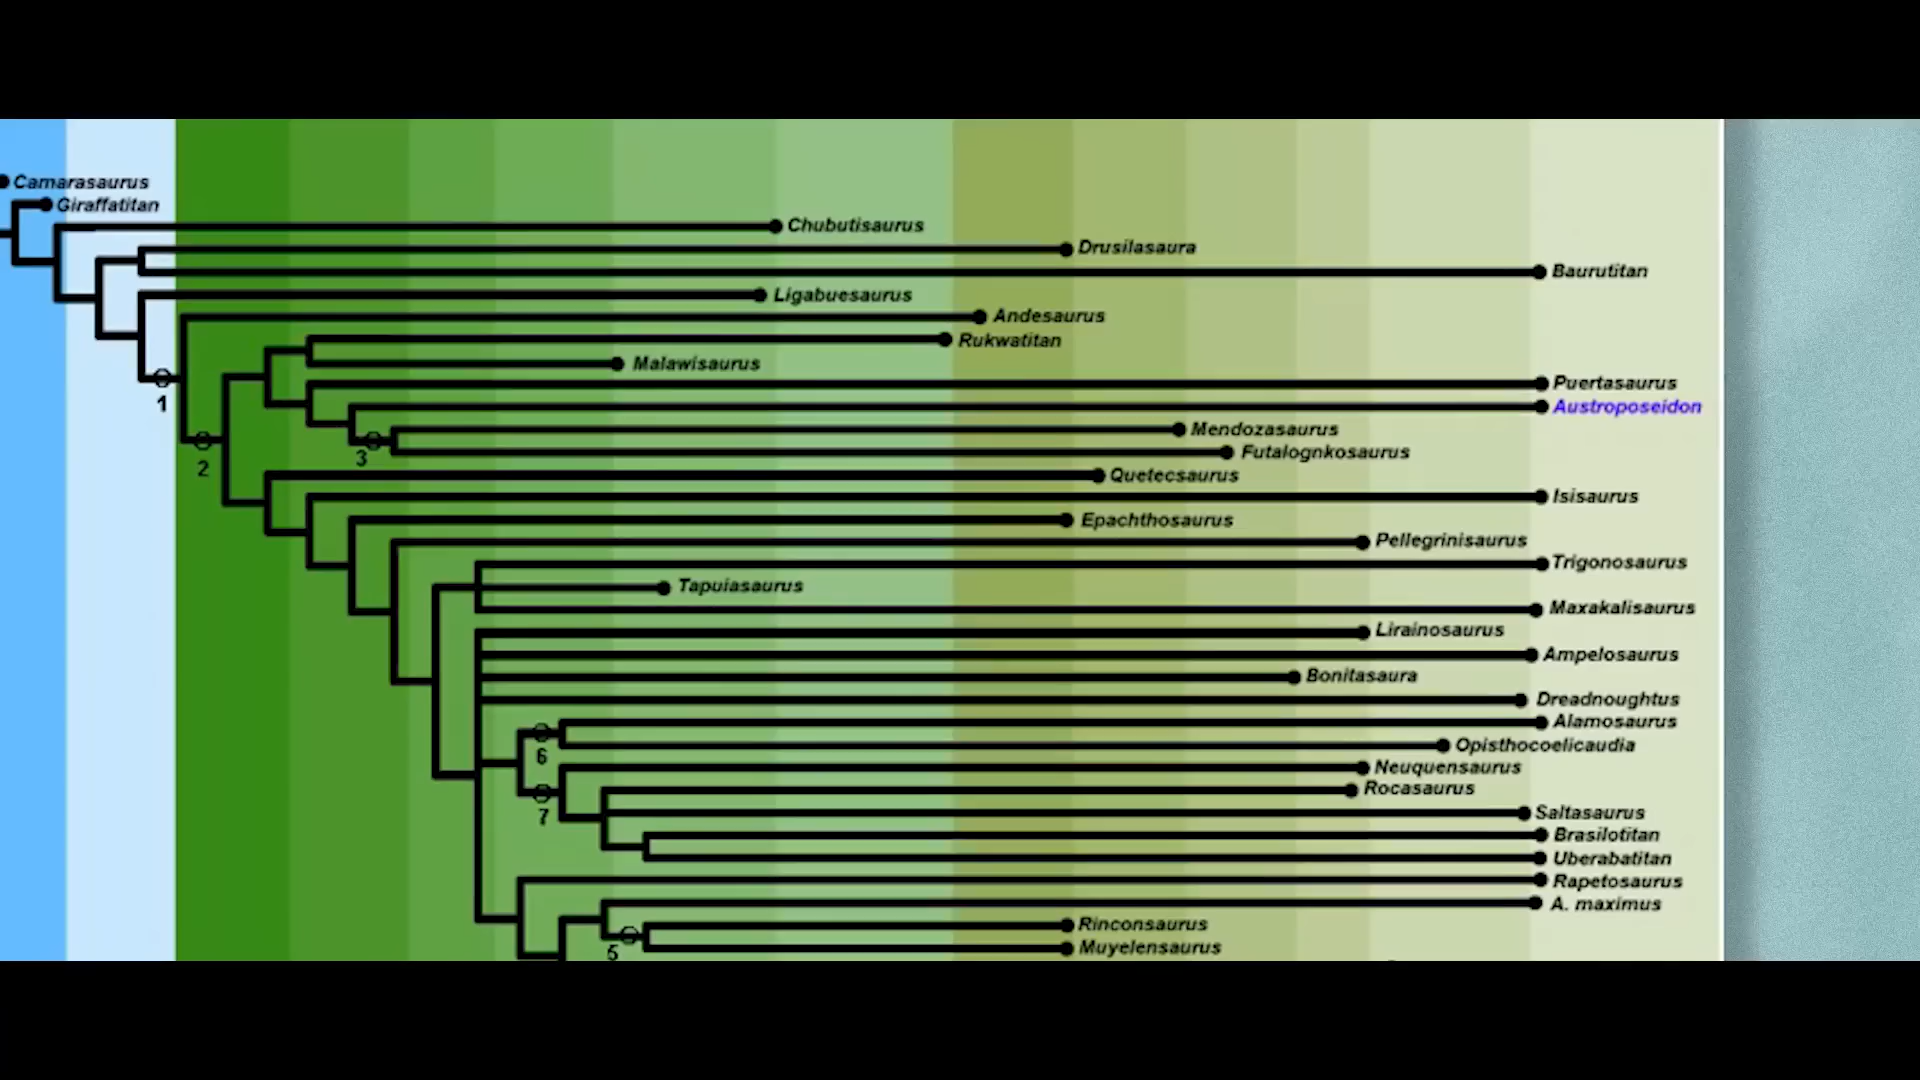 Camarasaurus
Giraffatitan
Chubutisaurus
Drusilasaura
Baurutitan
Ligabuesaurus
Andesaurus
Rukwatitan
Malawisaurus
1
Puertasaurus
Austroposeidon
Mendozasaurus
3
Futalognkosaurus
2
Quetecsaurus
Isisaurus
Epachthosaurus
Pellegrinisaurus
Trigonosaurus
Tapuiasaurus
Maxakalisaurus
Lirainosaurus
Ampelosaurus
Bonitasaura
Dreadnoughtus
Alamosaurus
Opisthocoelicaudia
6
Neuquensaurus
Rocasaurus
7
Saltasaurus
Brasilotitan
Uberabatitan
Rapetosaurus
A. maximus
Rinconsaurus
Muyelensaurus
5